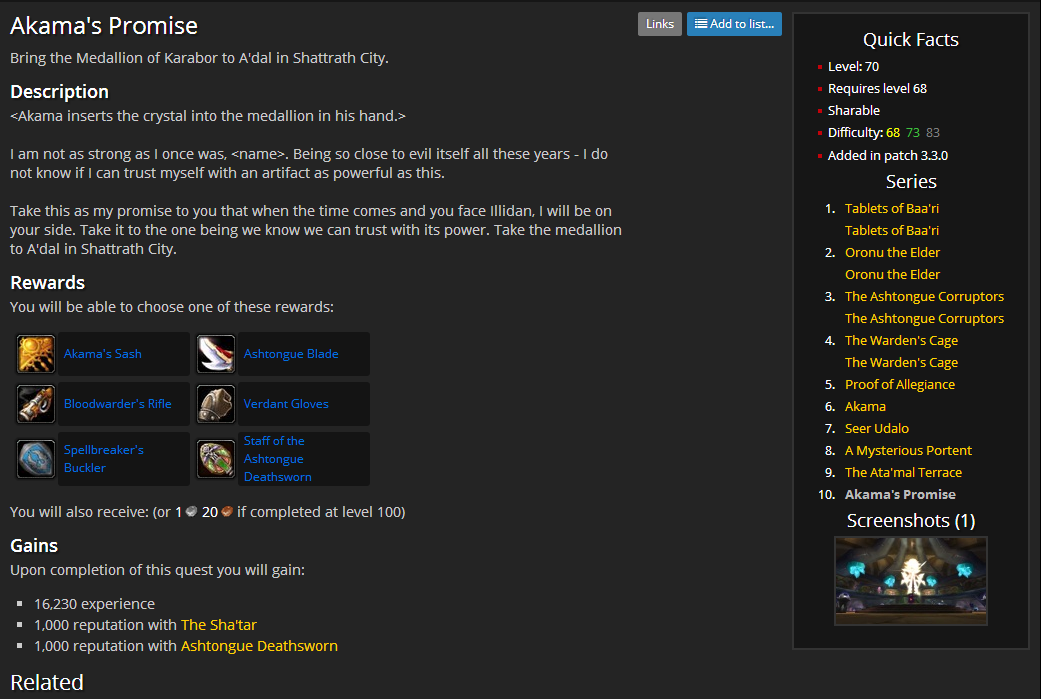 Akama's Promise
Links
Add to list...
Bring the Medallion of Karabor to A'dal in Shattrath City.
Description
<Akama inserts the crystal into the medallion in his hand.>
I am not as strong as I once was, <name>. Being so close to evil itself all these years - I do
not know if I can trust myself with an artifact as powerful as this.
Take this as my promise to you that when the time comes and you face Illidan, I will be on
your side. Take it to the one being we know we can trust with its power. Take the medallion
to A'dal in Shattrath City.
Rewards
You will be able to choose one of these rewards:
Akama's Sash
Ashtongue Blade
Bloodwarder's Rifle
Verdant Gloves
Spellbreaker's
Buckler
Staff of the
Ashtongue
Deathsworn
You will also receive: (or 1 20 if completed at level 100)
Gains
Upon completion of this quest you will gain:
16,230 experience
1,000 reputation with The Sha'tar
1,000 reputation with Ashtongue Deathsworn
Related
Quick Facts
Level: 70
Requires level 68
Sharable
Difficulty: 68 73 83
Added in patch 3.3.0
Series
1. Tablets of Baa'ri
Tablets of Baa'ri
2. Oronu the Elder
Oronu the Elder
3. The Ashtongue Corruptors
The Ashtongue Corruptors
4. The Warden's Cage
The Warden's Cage
5. Proof of Allegiance
6. Akama
7. Seer Udalo
8. A Mysterious Portent
9. The Ata'mal Terrace
10. Akama's Promise
Screenshots (1)